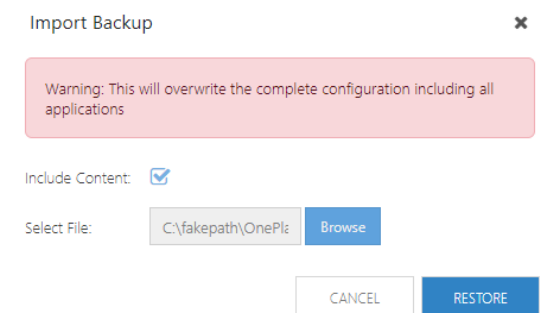 Import Backup
Warning: This will overwrite the complete configuration including all
applications
Include Content:
Select File: C:\fakepath\OnePla Browse
CANCEL RESTORE